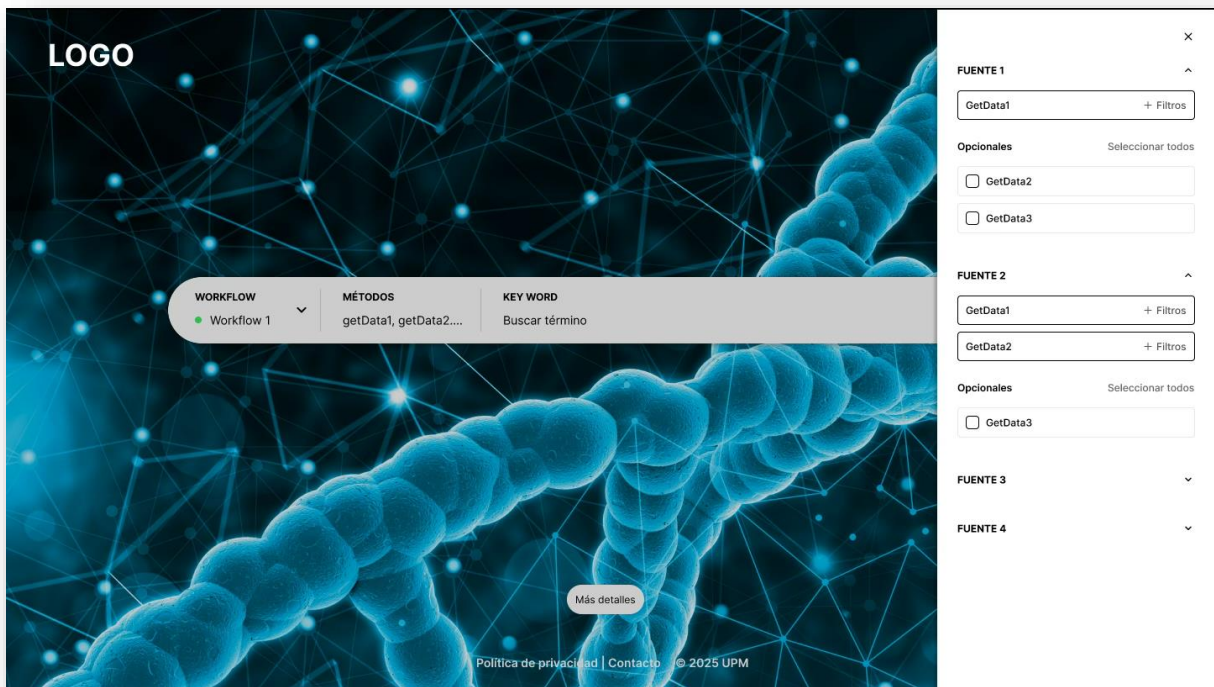 LOGO
WORKFLOW
Workflow 1
MÉTODOS
getData1, getData2....
KEY WORD
Buscar término
Más detalles
Política de privacidad | Contacto © 2025 UPM
FUENTE 1
GetData1 + Filtros
Opcionales Seleccionar todos
GetData2
GetData3
FUENTE 2
GetData1 + Filtros
GetData2 + Filtros
Opcionales Seleccionar todos
GetData3
FUENTE 3
FUENTE 4